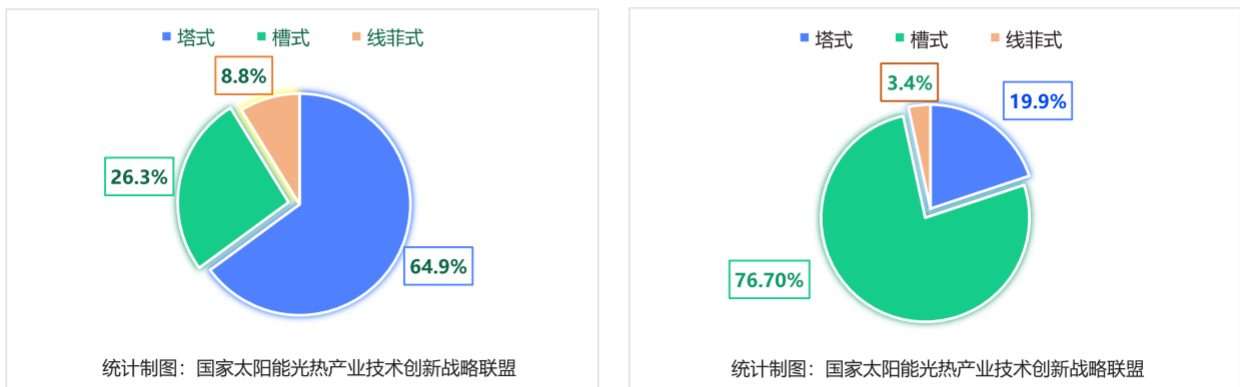 塔式 槽式 线菲式
8.8%
26.3%
64.9%
统计制图：国家太阳能光热产业技术创新战略联盟
塔式 槽式 线菲式
3.4%
19.9%
76.70%
统计制图：国家太阳能光热产业技术创新战略联盟